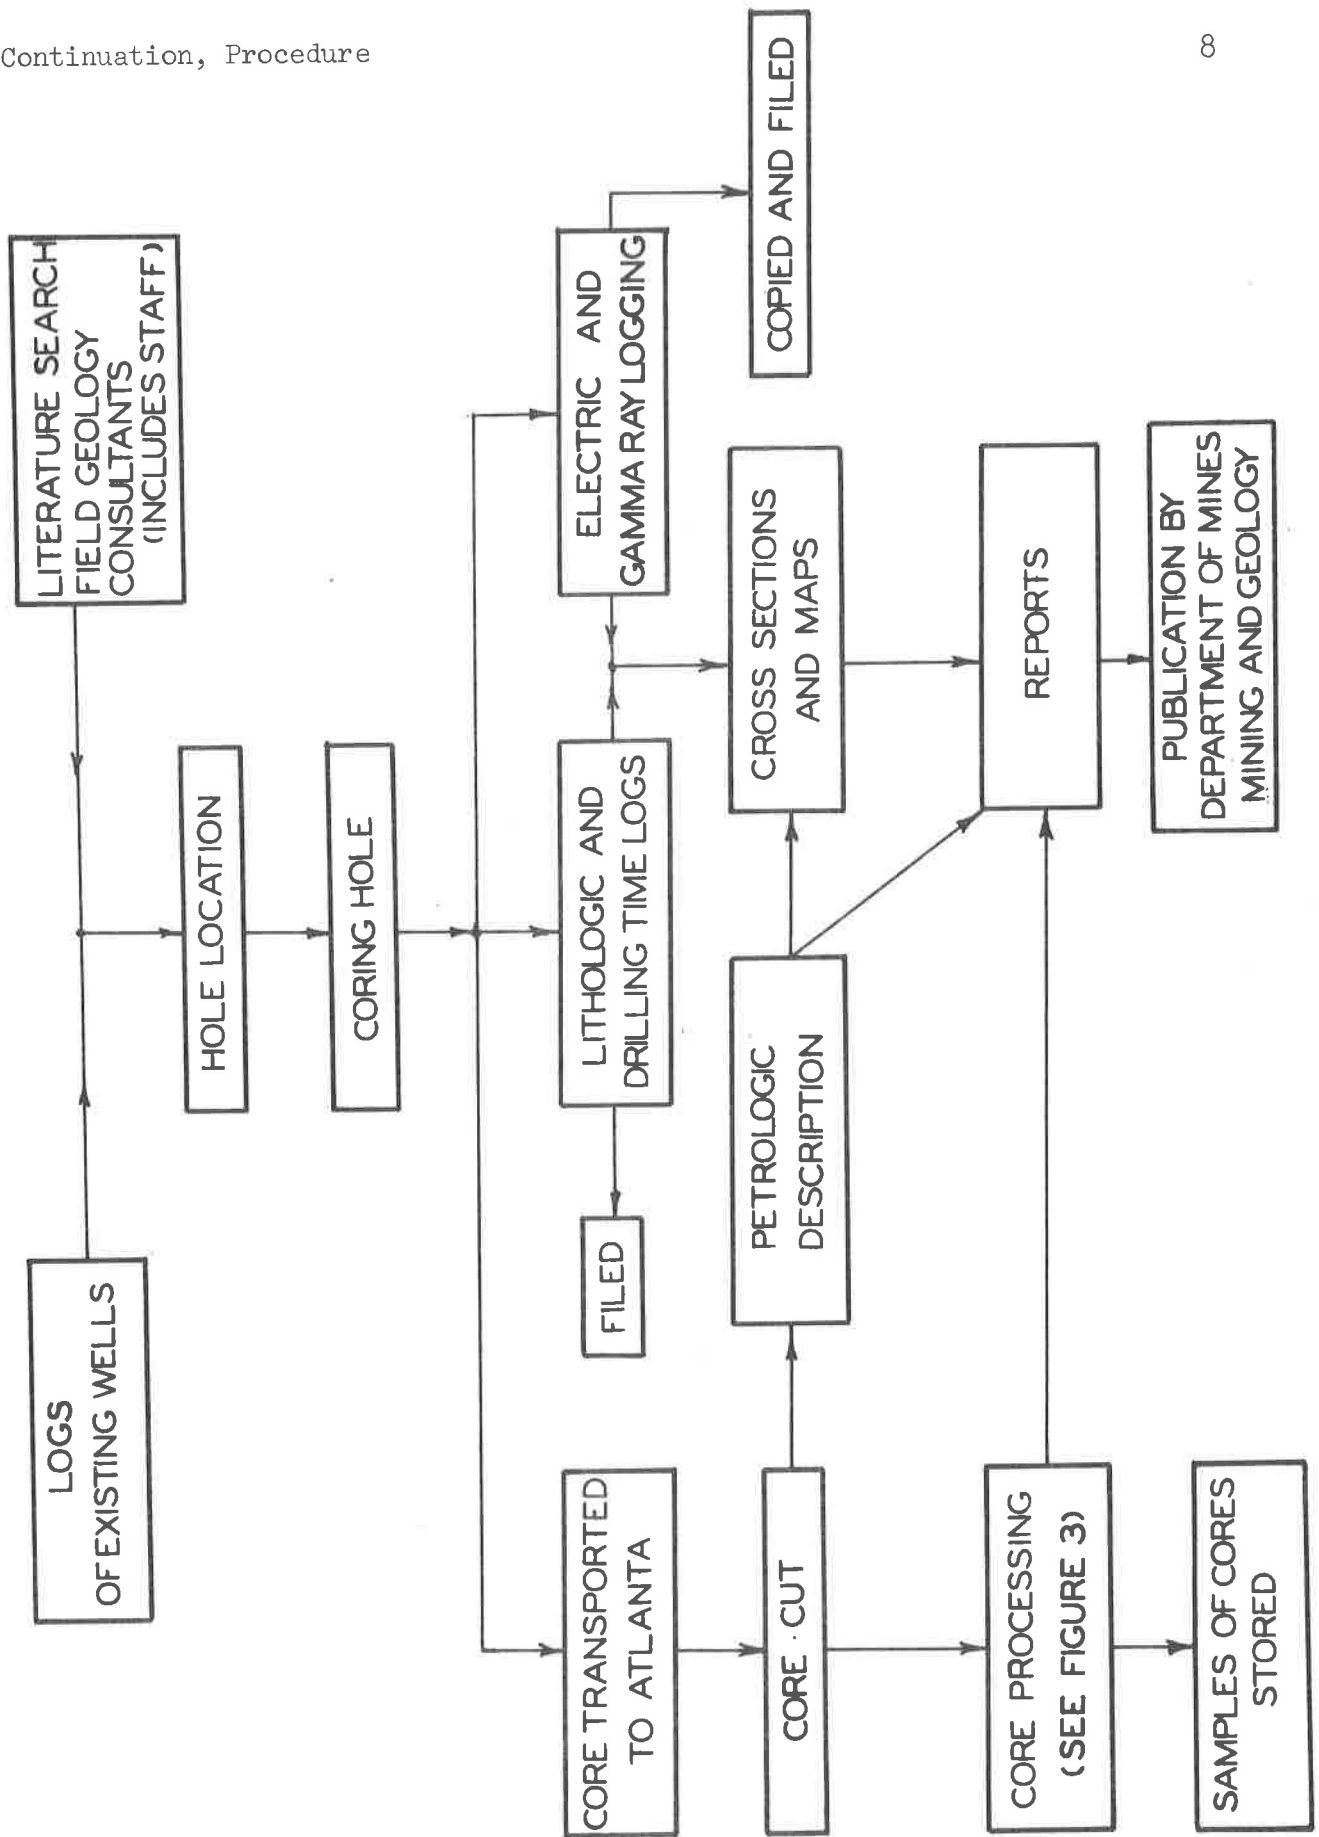 Continuation, Procedure
8
LOGS
OF EXISTING WELLS
LITERATURE SEARCH
FIELD GEOLOGY
CONSULTANTS
(INCLUDES STAFF)
HOLE LOCATION
CORING HOLE
CORE TRANSPORTED
TO ATLANTA
FILED
LITHOLOGIC AND
DRILLING TIME LOGS
ELECTRIC AND
GAMMA RAY LOGGING
CORE CUT
PETROLOGIC
DESCRIPTION
CROSS SECTIONS
AND MAPS
COPIED AND FILED
CORE PROCESSING
(SEE FIGURE 3)
REPORTS
SAMPLES OF CORES
STORED
PUBLICATION BY
DEPARTMENT OF MINES
MINING AND GEOLOGY